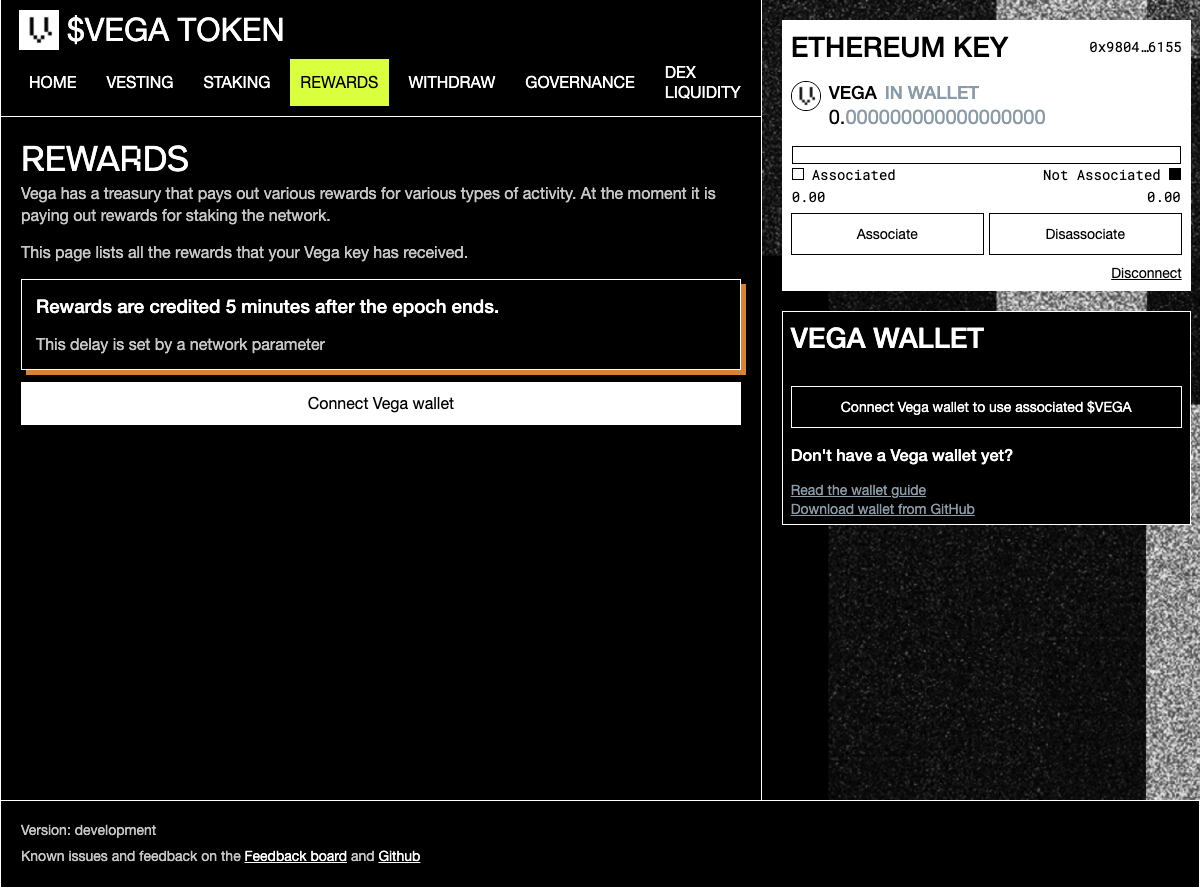 $VEGA TOKEN
HOME
VESTING
STAKING
REWARDS
WITHDRAW
GOVERNANCE
DEX
LIQUIDITY
REWARDS
Vega has a treasury that pays out various rewards for various types of activity. At the moment it is
paying out rewards for staking the network.
This page lists all the rewards that your Vega key has received.
Rewards are credited 5 minutes after the epoch ends.
This delay is set by a network parameter
Connect Vega wallet
ETHEREUM KEY
0x9804…6155
VEGA IN WALLET
0.000000000000000000
Associated
Not Associated
0.00
0.00
Associate
Disassociate
Disconnect
VEGA WALLET
Connect Vega wallet to use associated $VEGA
Don't have a Vega wallet yet?
Read the wallet guide
Download wallet from GitHub
Version: development
Known issues and feedback on the Feedback board and Github